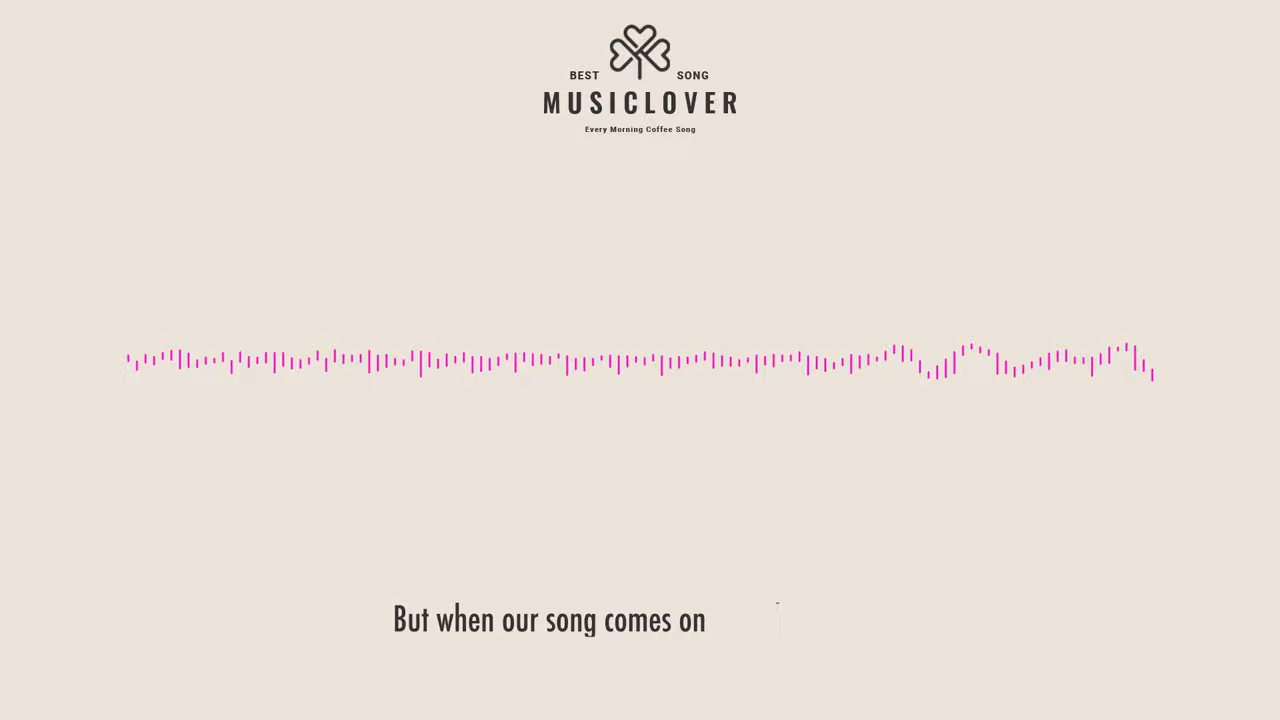 BEST SONG
MUSICLOVER
Every Morning Coffee Song
But when our song comes on